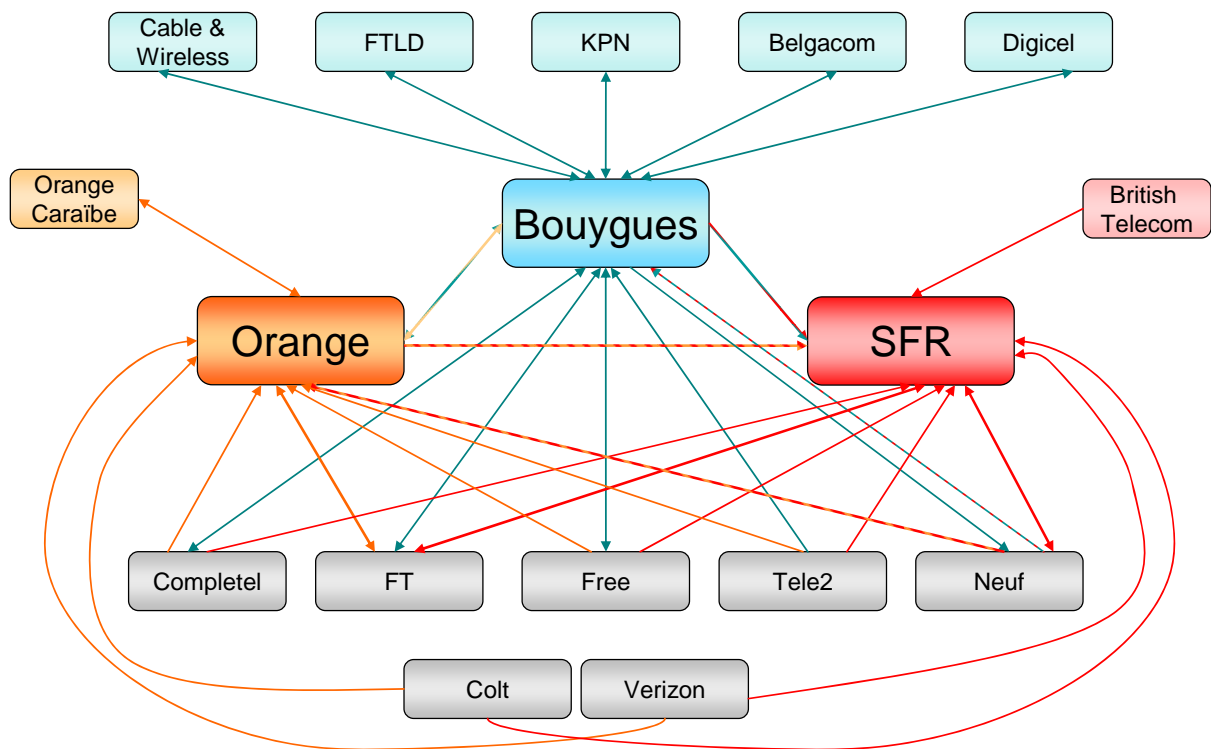 Cable &
Wireless
FTLD
KPN
Belgacom
Digicel
Orange
Caraïbe
Bouygues
British
Telecom
Orange
SFR
Completel
FT
Free
Tele2
Neuf
Colt
Verizon